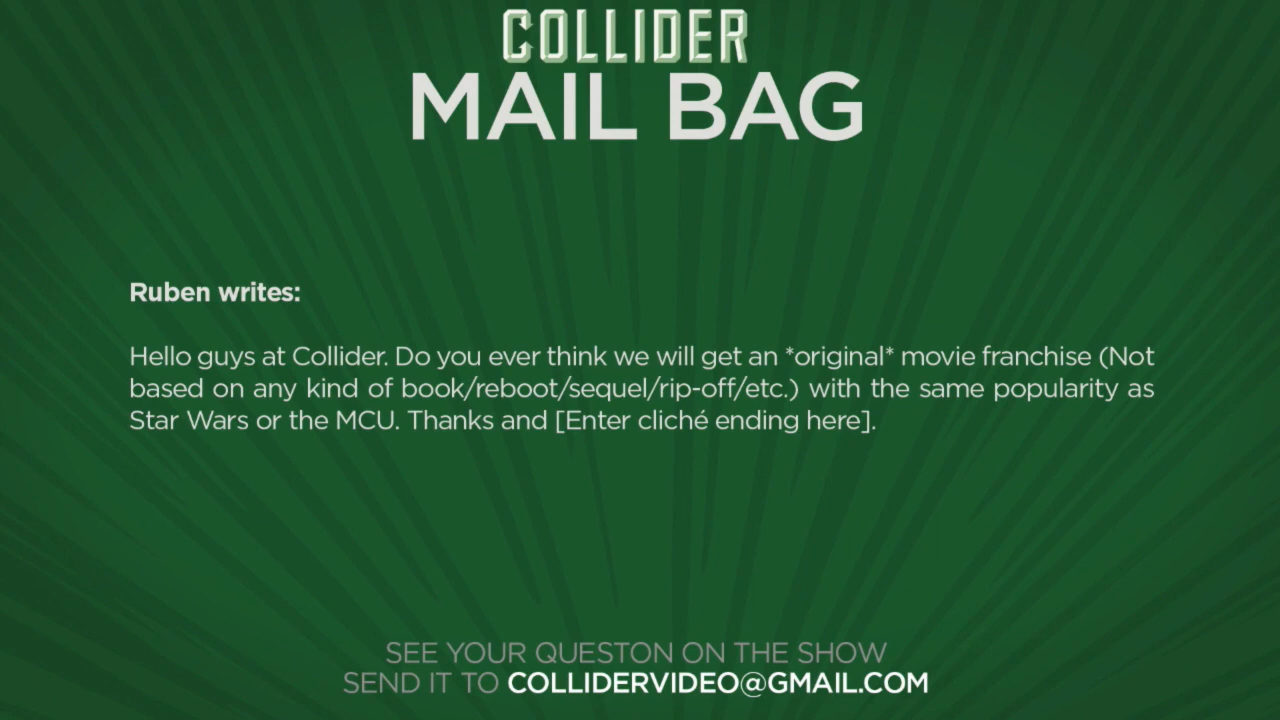 COLLIDER
MAIL BAG
Ruben writes:
Hello guys at Collider. Do you ever think we will get an *original* movie franchise (Not
based on any kind of book/reboot/sequel/rip-off/etc.) with the same popularity as
Star Wars or the MCU. Thanks and [Enter cliché ending here].
SEE YOUR QUESTON ON THE SHOW
SEND IT TO COLLIDERVIDEO@GMAIL.COM